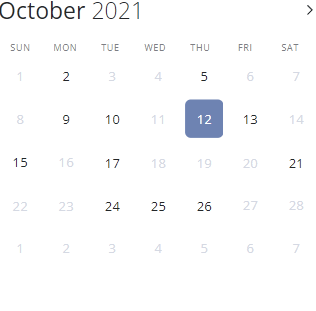 October 2021
SUN MON TUE WED THU FRI SAT
1 2 3 4 5 6 7
8 9 10 11 12 13 14
15 16 17 18 19 20 21
22 23 24 25 26 27 28
1 2 3 4 5 6 7